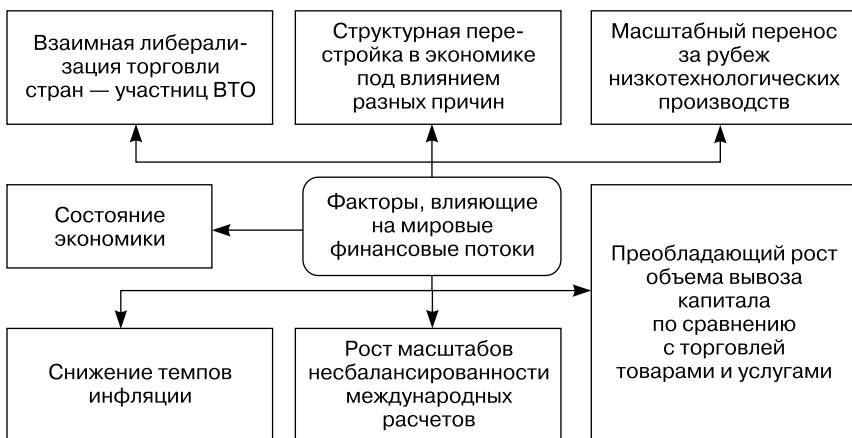 Взаимная либерали-
зация торговли
стран — участниц ВТО
Структурная пере-
стройка в экономике
под влиянием
разных причин
Масштабный перенос
за рубеж
низкотехнологических
производств
Состояние
экономики
Факторы, влияющие
на мировые
финансовые потоки
Преобладающий рост
объема вывоза
капитала
по сравнению
с торговлей
товарами и услугами
Снижение темпов
инфляции
Рост масштабов
несбалансированности
международных
расчетов